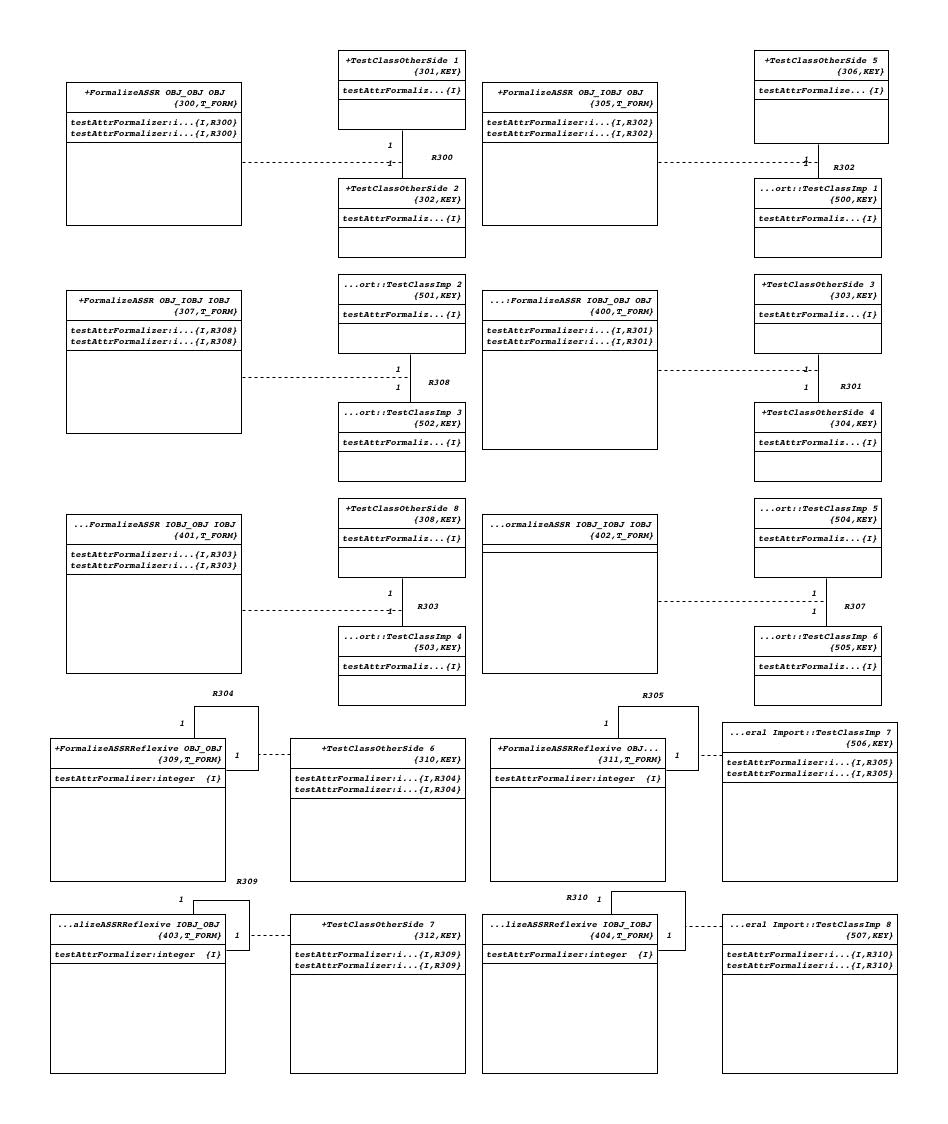 +FormalizeASSR OBJ_OBJ OBJ
{300,T_FORM}
testAttrFormalizer:i...{I,R300}
testAttrFormalizer:i...{I,R300}
+TestClassOtherSide 1
{301,KEY}
testAttrFormaliz...{I}
1
1
R300
+TestClassOtherSide 2
{302,KEY}
testAttrFormaliz...{I}
+FormalizeASSR OBJ_IOBJ OBJ
{305,T_FORM}
testAttrFormalizer:i...{I,R302}
testAttrFormalizer:i...{I,R302}
+TestClassOtherSide 5
{306,KEY}
testAttrFormalize... {I}
1
1
R302
...ort::TestClassImp 1
{500,KEY}
testAttrFormaliz...{I}
+FormalizeASSR OBJ_IOBJ IOBJ
{307,T_FORM}
testAttrFormalizer:i...{I,R308}
testAttrFormalizer:i...{I,R308}
...ort::TestClassImp 2
{501,KEY}
testAttrFormaliz...{I}
1
1
R308
...ort::TestClassImp 3
{502,KEY}
testAttrFormaliz...{I}
...:FormalizeASSR IOBJ_OBJ OBJ
{400,T_FORM}
testAttrFormalizer:i...{I,R301}
testAttrFormalizer:i...{I,R301}
+TestClassOtherSide 3
{303,KEY}
testAttrFormaliz...{I}
1
1
R301
+TestClassOtherSide 4
{304,KEY}
testAttrFormaliz...{I}
...FormalizeASSR IOBJ_OBJ IOBJ
{401,T_FORM}
testAttrFormalizer:i...{I,R303}
testAttrFormalizer:i...{I,R303}
+TestClassOtherSide 8
{308,KEY}
testAttrFormaliz...{I}
1
1
R303
...ort::TestClassImp 4
{503,KEY}
testAttrFormaliz...{I}
...ormalizeASSR IOBJ_IOBJ IOBJ
{402,T_FORM}
...ort::TestClassImp 5
{504,KEY}
testAttrFormaliz...{I}
1
1
R307
...ort::TestClassImp 6
{505,KEY}
testAttrFormaliz...{I}
R304
1
1
+FormalizeASSRReflexive OBJ_OBJ
{309,T_FORM}
testAttrFormalizer:integer {I}
+TestClassOtherSide 6
{310,KEY}
testAttrFormalizer:i...{I,R304}
testAttrFormalizer:i...{I,R304}
R305
1
1
+FormalizeASSRReflexive OBJ...
{311,T_FORM}
testAttrFormalizer:integer {I}
...eral Import::TestClassImp 7
{506,KEY}
testAttrFormalizer:i...{I,R305}
testAttrFormalizer:i...{I,R305}
R309
1
1
...alizeASSRReflexive IOBJ_OBJ
{403,T_FORM}
testAttrFormalizer:integer {I}
+TestClassOtherSide 7
{312,KEY}
testAttrFormalizer:i...{I,R309}
testAttrFormalizer:i...{I,R309}
R310
1
1
...lizeASSRReflexive IOBJ_IOBJ
{404,T_FORM}
testAttrFormalizer:integer {I}
...eral Import::TestClassImp 8
{507,KEY}
testAttrFormalizer:i...{I,R310}
testAttrFormalizer:i...{I,R310}